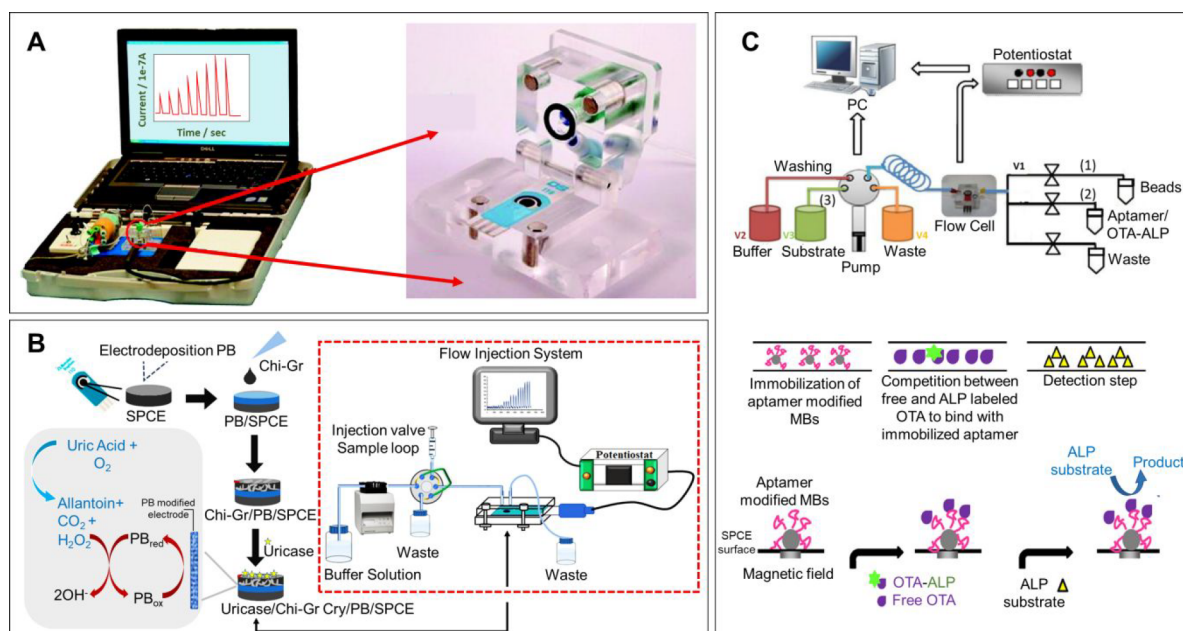 A
Current / 1e-7A
Time / sec
DELL
B
Electrodeposition PB
Chi-Gr
SPCE
PB/SPCE
Uric Acid +
O2
Allantoin+
CO2 +
H2O2
PB modified
electrode
PBred
PBox
2OH-
Chi-Gr/PB/SPCE
Uricase
Uricase/Chi-Gr Cry/PB/SPCE
Flow Injection System
Injection valve
Sample loop
Potentiostat
Waste
Buffer Solution
Waste
C
Potentiostat
PC
Washing
(3)
V2
V3
V4
Buffer
Substrate
Waste
Pump
Flow Cell
V1
(1)
Beads
(2)
Aptamer/
OTA-ALP
Waste
Immobilization of
aptamer modified
MBs
Competition between
free and ALP labeled
OTA to bind with
immobilized aptamer
Detection step
Aptamer
modified MBs
SPCE
surface
Magnetic field
OTA-ALP
Free OTA
ALP
substrate
ALP
substrate
Product